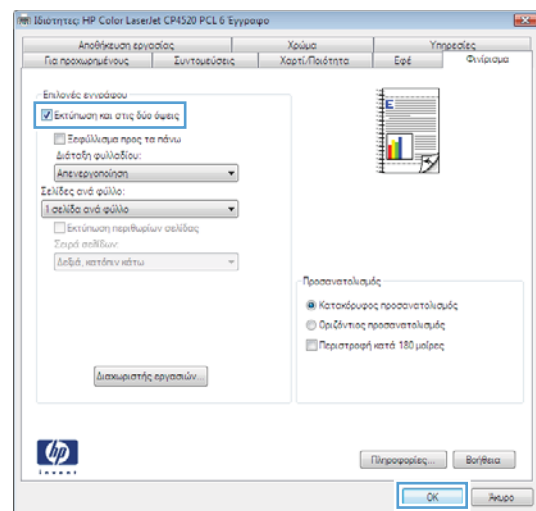 Ιδιότητες: HP Color LaserJet CP4520 PCL 6 Έγγραφο
Αποθήκευση εργασίας
Χρώμα
Υπηρεσίες
Για προχωρημένους
Συντομεύσεις
Χαρτί/Ποιότητα
Εφέ
Φινίρισμα
Επιλογές εγγράφου
Εκτύπωση και στις δύο όψεις
Ξεφύλλισμα προς τα πάνω
Διάταξη φυλλαδίου:
Απενεργοποίηση
Σελίδες ανά φύλλο:
1 σελίδα ανά φύλλο
Εκτύπωση περιθωρίων σελίδας
Σειρά σελίδων:
Δεξιά, κατόπιν κάτω
Διαχωριστής εργασιών...
E
Προσανατολισμός
Κατακόρυφος προσανατολισμός
Οριζόντιος προσανατολισμός
Περιστροφή κατά 180 μοίρες
hp
invent
Πληροφορίες...
Βοήθεια
OK
Άκυρο